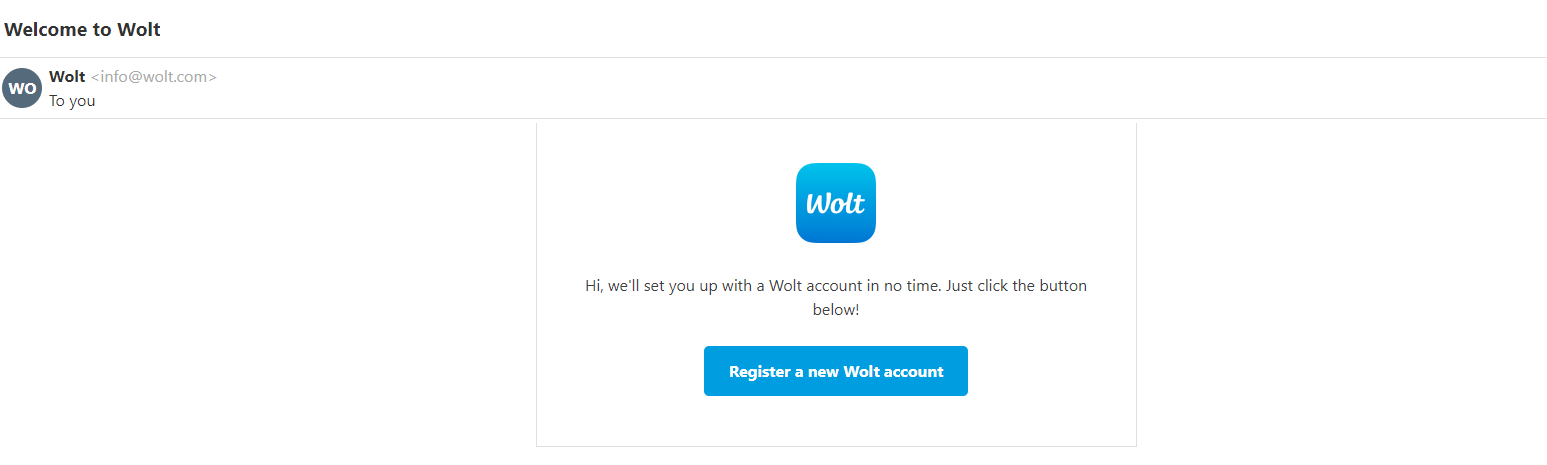 Welcome to Wolt
WO
Wolt <info@wolt.com>
To you
Wolt
Hi, we'll set you up with a Wolt account in no time. Just click the button
below!
Register a new Wolt account